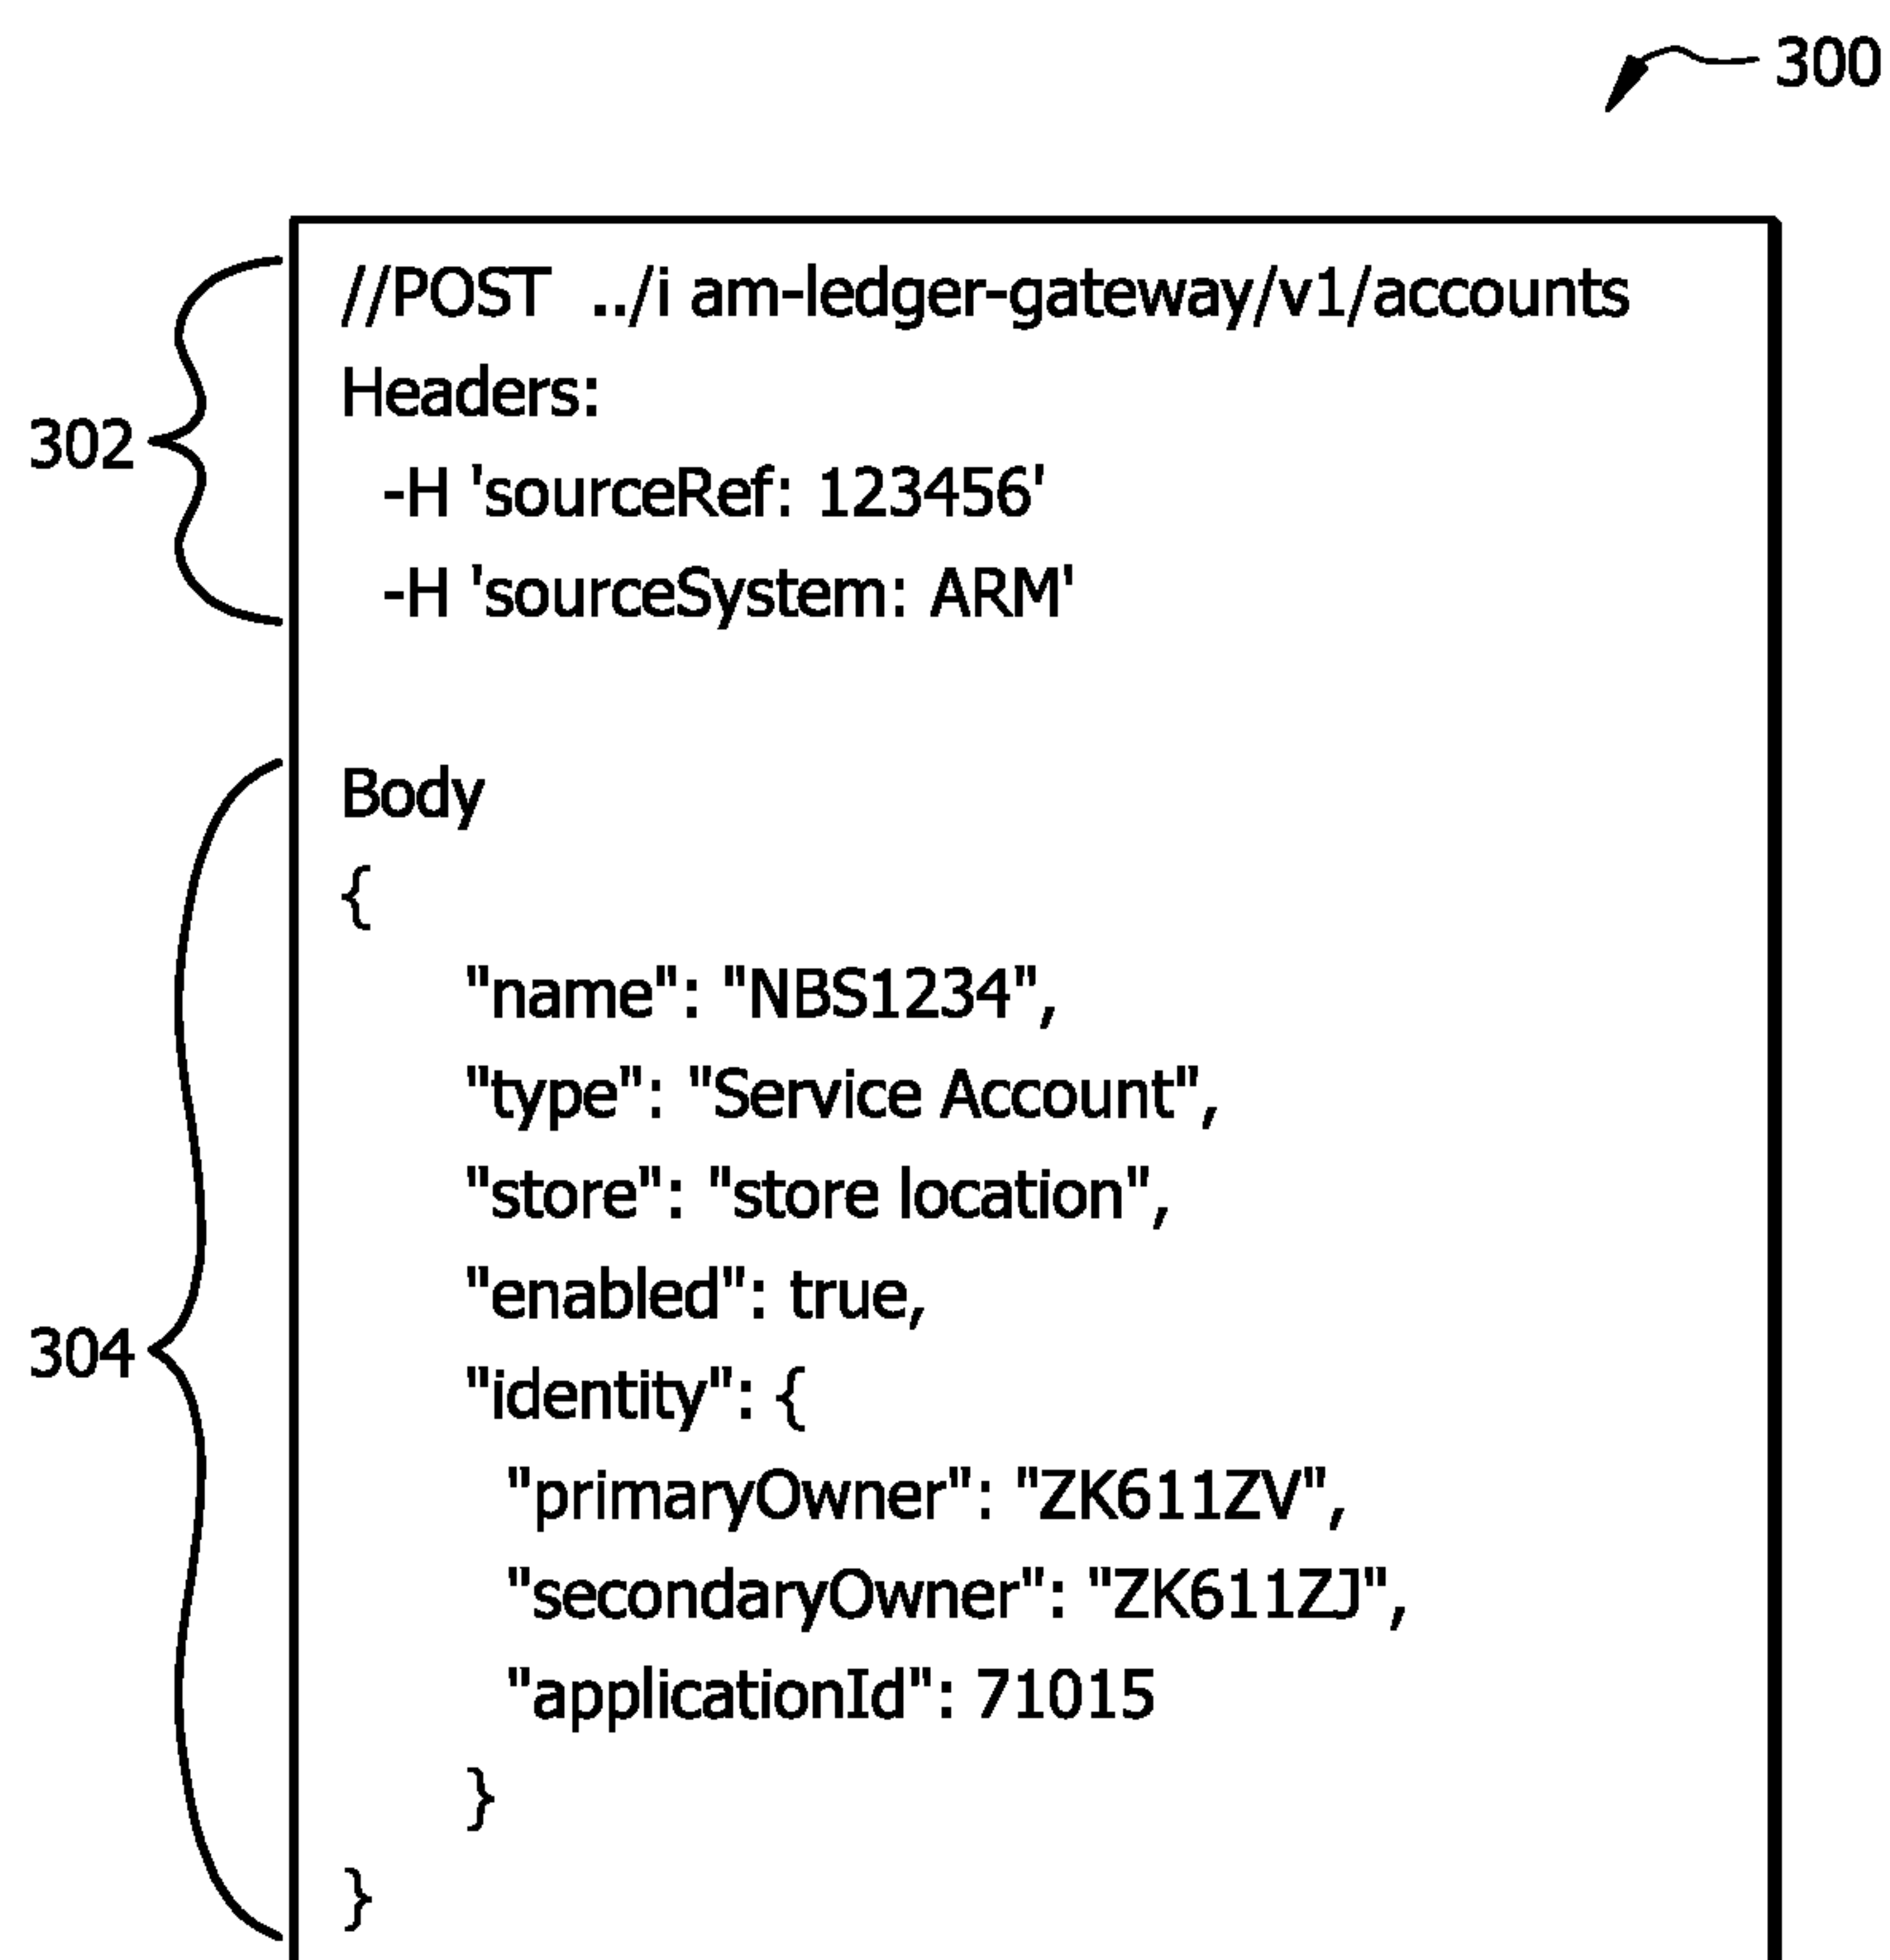 300
//POST ../i am-ledger-gateway/v1/accounts
Headers:
302
-H 'sourceRef: 123456'
-H 'sourceSystem: ARM'
Body
{
"name": "NBS1234",
"type": "Service Account",
"store": "store location",
"enabled": true,
304
"identity": {
"primaryOwner": "ZK611ZV",
"secondaryOwner": "ZK611ZJ",
"applicationId": 71015
}
}